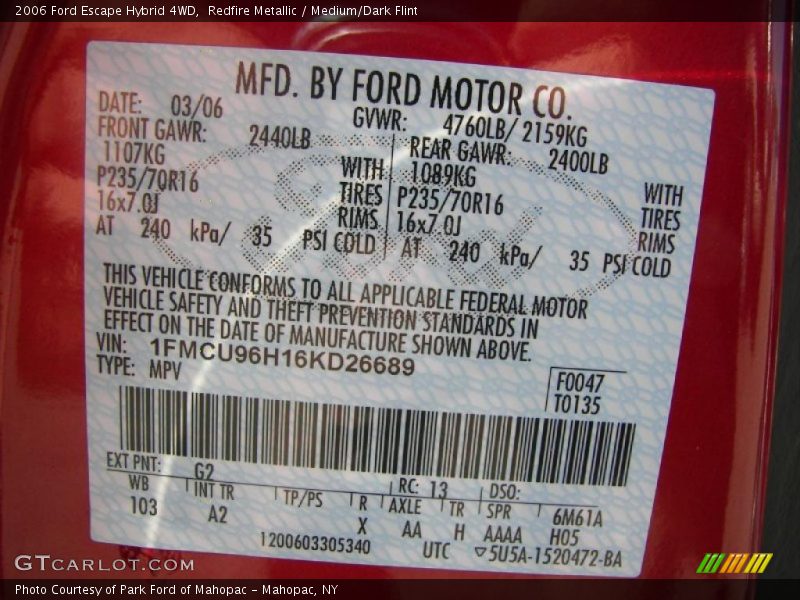 2006 Ford Escape Hybrid 4WD, Redfire Metallic / Medium/Dark Flint
MFD. BY FORD MOTOR CO.
DATE: 03/06 GVWR: 4760LB/ 2159KG
FRONT GAWR: 2440LB REAR GAWR: 2400LB
1107KG WITH 1089KG WITH
P235/70R16 TIRES P235/70R16 TIRES
16x7.0J RIMS 16x7.0J RIMS
AT 240 kPa/ 35 PSI COLD AT 240 kPa/ 35 PSI COLD
THIS VEHICLE CONFORMS TO ALL APPLICABLE FEDERAL MOTOR
VEHICLE SAFETY AND THEFT PREVENTION STANDARDS IN
EFFECT ON THE DATE OF MANUFACTURE SHOWN ABOVE.
VIN: 1FMCU96H16KD26689
TYPE: MPV
F0047
T0135
EXT PNT: G2 RC: 13 DSO:
WB INT TR TP/PS R AXLE TR SPR 6M61A
103 A2 X AA H AAAA H05
1200603305340 UTC ▽5U5A-1520472-BA
GTCARLOT.COM
Photo Courtesy of Park Ford of Mahopac – Mahopac, NY